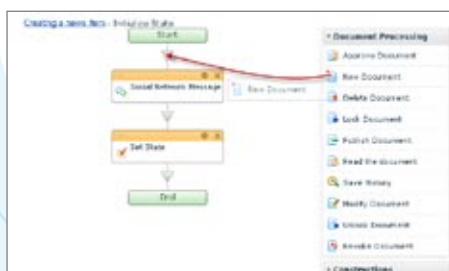 Creating a news item - Initialize State
Start
Social Network Message
New Document
Set State
End
Document Processing
Approve Document
New Document
Delete Document
Lock Document
Publish Document
Read the document
Save History
Modify Document
Unlock Document
Revoke Document
Constructions